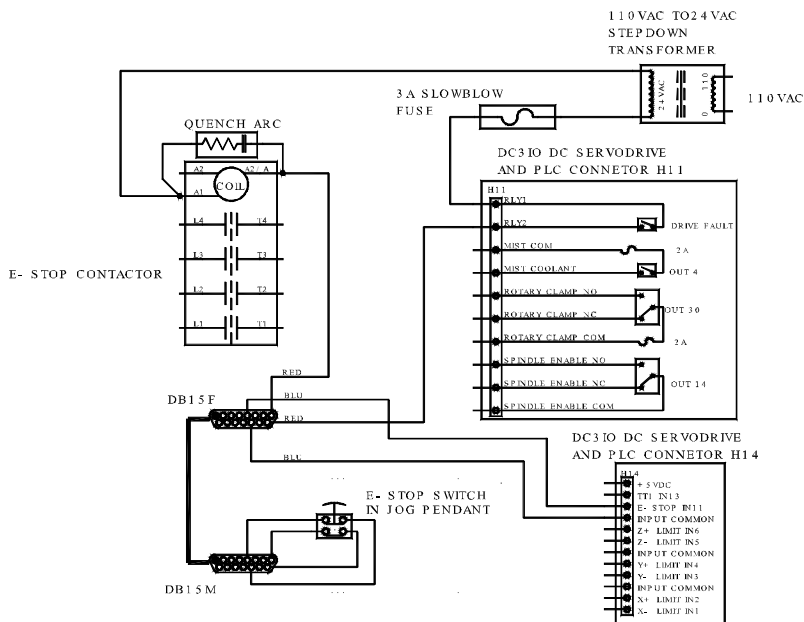 110VAC TO24VAC
STEPDOWN
TRANSFORMER
3A SLOWBLOW
FUSE
24VAC
0 110
110VAC
QUENCH ARC
A2
A2/A
COIL
A1
L4
T4
L3
T3
L2
T2
L1
T1
E- STOP CONTACTOR
DC3IO DC SERVODRIVE
AND PLC CONNETOR H11
H11
RLY1
RLY2
DRIVE FAULT
MIST COM
2A
MIST COOLANT
OUT 4
ROTARY CLAMP NO
OUT 30
ROTARY CLAMP NC
ROTARY CLAMP COM
2A
SPINDLE ENABLE NO
SPINDLE ENABLE NC
OUT 14
SPINDLE ENABLE COM
RED
BLU
DB15F
RED
BLU
E- STOP SWITCH
IN JOG PENDANT
DB15M
DC3IO DC SERVODRIVE
AND PLC CONNETOR H14
H14
+5VDC
TT1 IN13
E- STOP IN11
INPUT COMMON
Z+ LIMIT IN6
Z- LIMIT IN5
INPUT COMMON
Y+ LIMIT IN4
Y- LIMIT IN3
INPUT COMMON
X+ LIMIT IN2
X- LIMIT IN1